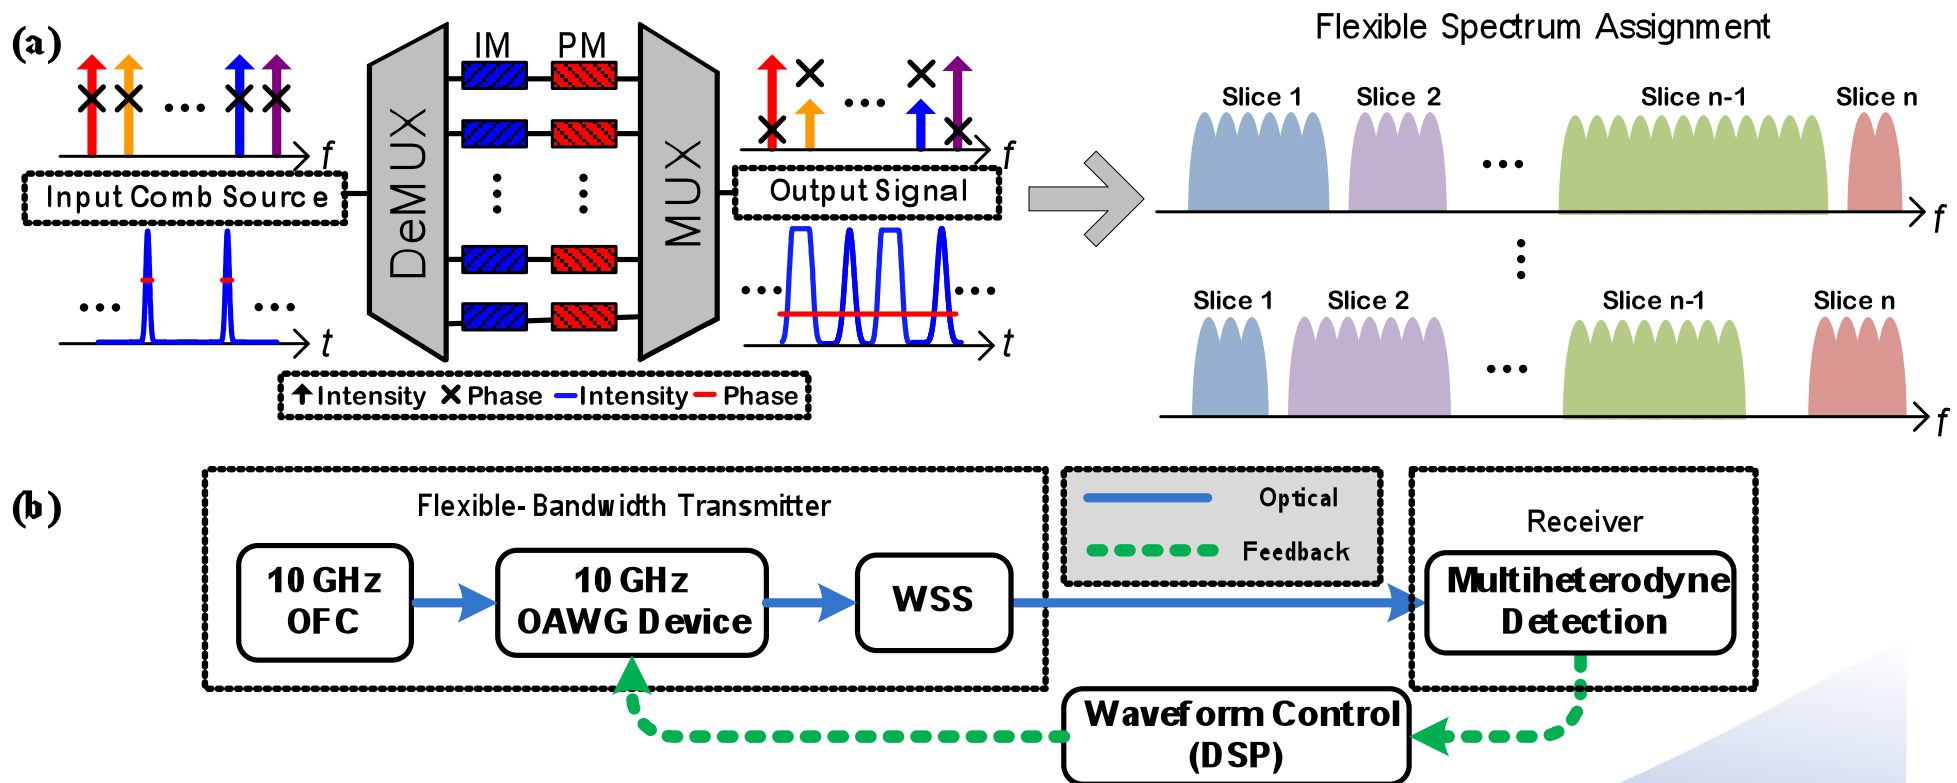 (a)
IM PM
f
Input Comb Source
t
DeMUX
MUX
f
Output Signal
t
Intensity Phase Intensity Phase
Flexible Spectrum Assignment
Slice 1 Slice 2 Slice n-1 Slice n
f
Slice 1 Slice 2 Slice n-1 Slice n
f
(b)
Flexible-Bandwidth Transmitter
10 GHz
OFC
10 GHz
OAWG Device
WSS
Optical
Feedback
Receiver
Multiheterodyne
Detection
Waveform Control
(DSP)